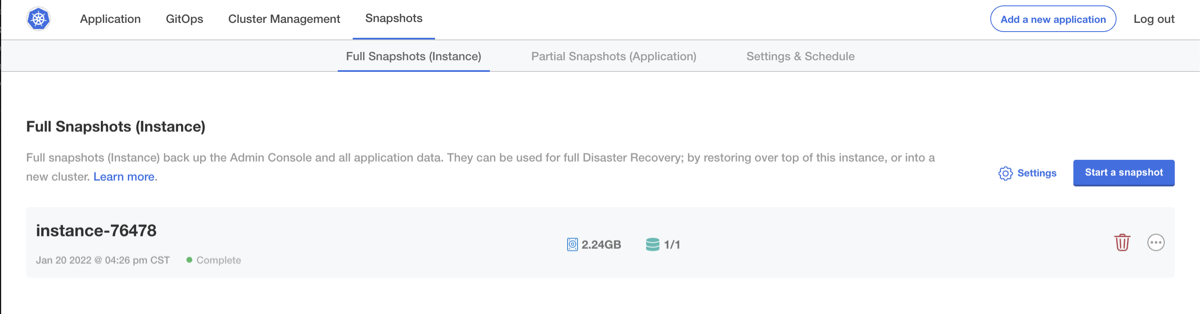 Application GitOps Cluster Management Snapshots Add a new application Log out
Full Snapshots (Instance) Partial Snapshots (Application) Settings & Schedule
Full Snapshots (Instance)
Full snapshots (Instance) back up the Admin Console and all application data. They can be used for full Disaster Recovery; by restoring over top of this instance, or into a
new cluster. Learn more.
Settings Start a snapshot
instance-76478
2.24GB 1/1
Jan 20 2022 @ 04:26 pm CST Complete